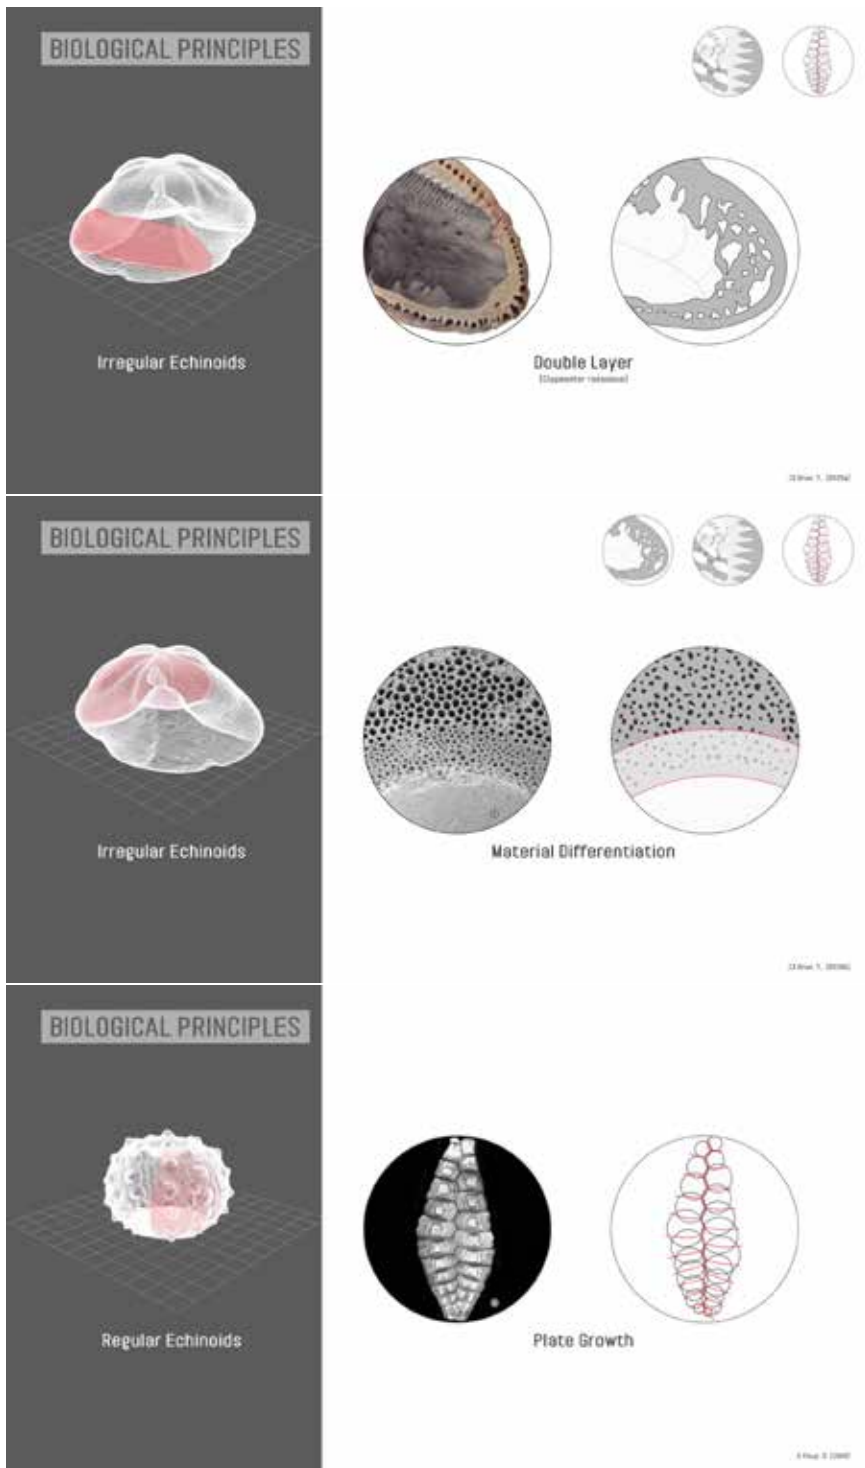 BIOLOGICAL PRINCIPLES
Irregular Echinoids
Double Layer
BIOLOGICAL PRINCIPLES
Irregular Echinoids
Material Differentiation
BIOLOGICAL PRINCIPLES
Regular Echinoids
Plate Growth